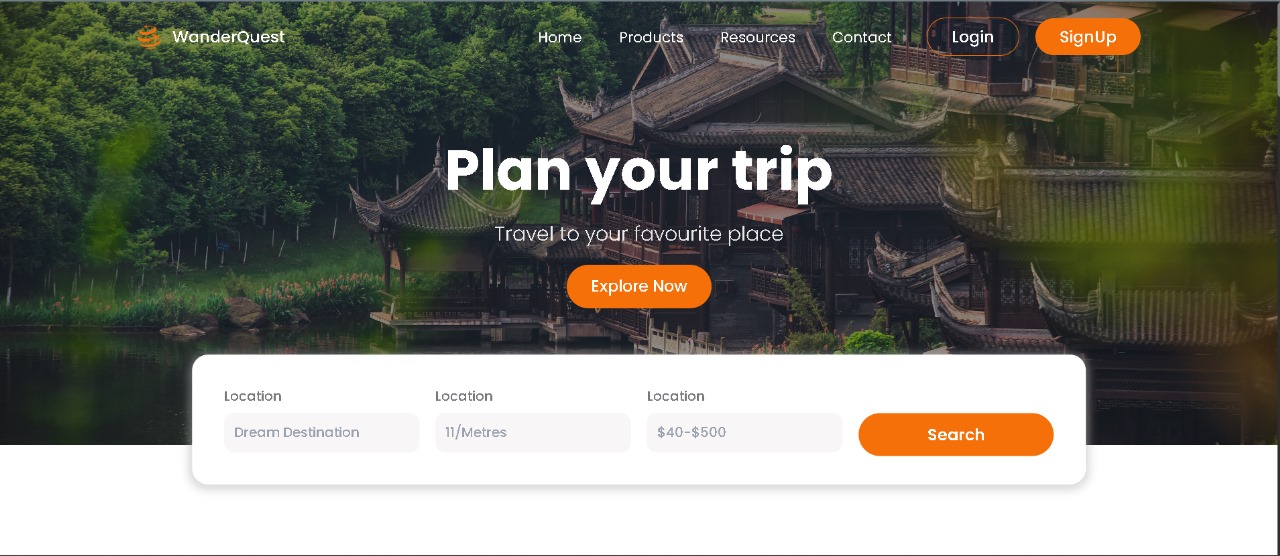 WanderQuest Home Products Resources Contact Login SignUp
Plan your trip
Travel to your favourite place
Explore Now
Location Location Location
Dream Destination 11/Metres $40-$500 Search